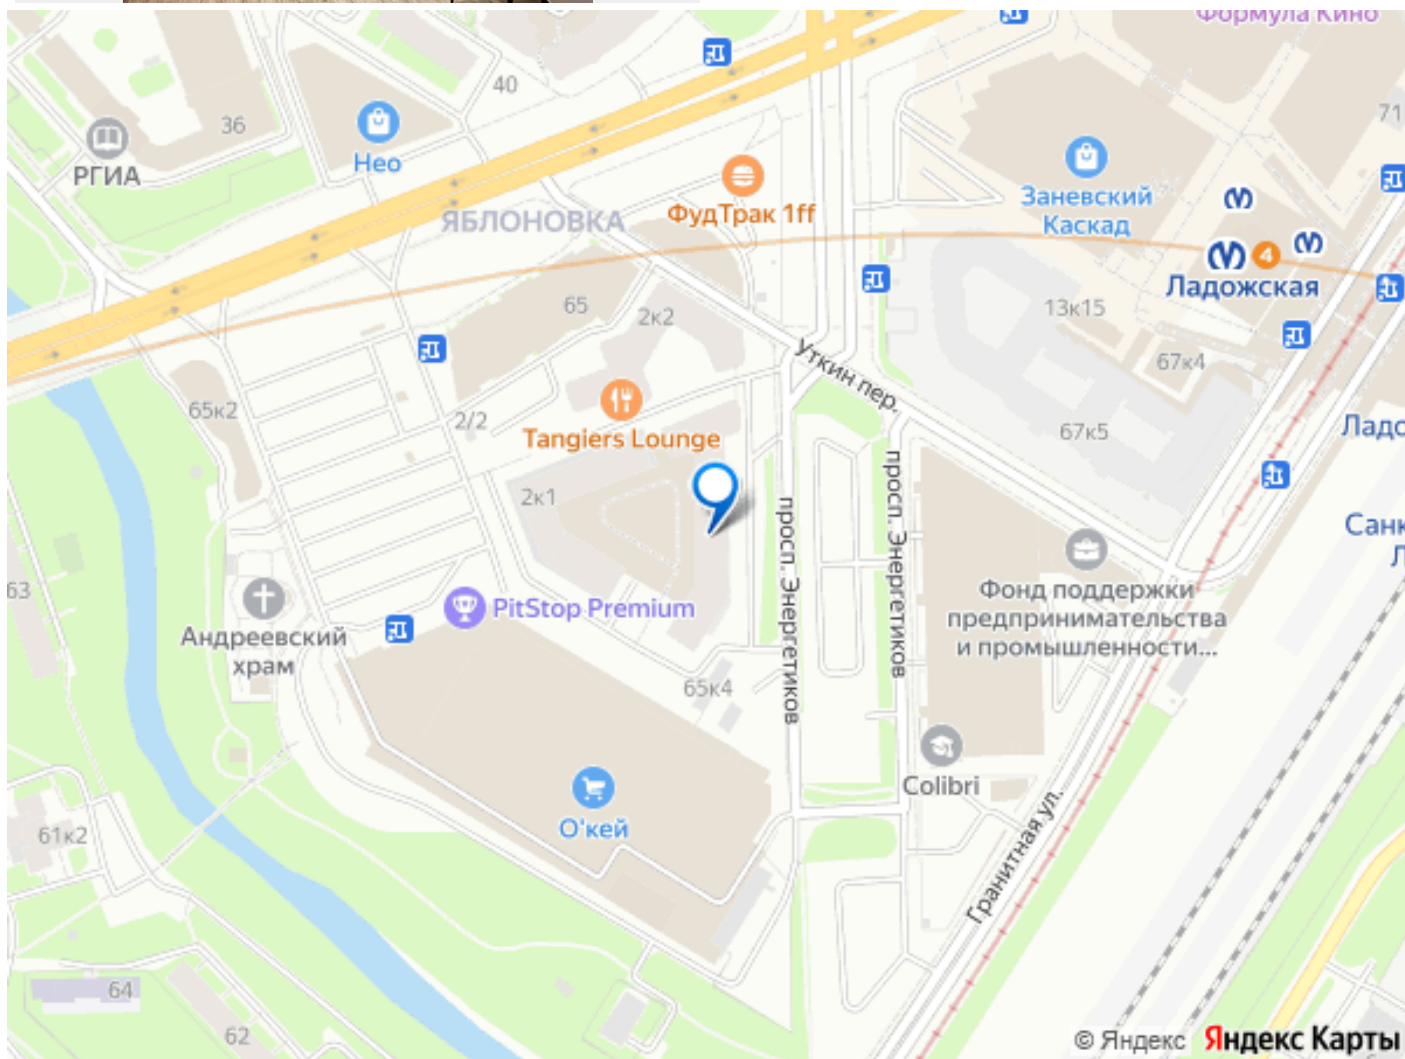 Формула Кино
40
71
36
Нео
РГИА
Заневский
Каскад
ФудТрак 1ff
ЯБЛОНОВКА
4
Ладожская
65
2к2
13к15
Уткин пер.
67к4
65к2
2/2
Tangiers Lounge
67к5
просп. Энергетиков
просп. Энергетиков
2к1
63
Фонд поддержки
предпринимательства
и промышленности...
PitStop Premium
Андреевский
храм
65к4
Colibri
О'кей
61к2
Гранитная ул.
64
62
© Яндекс Яндекс Карты